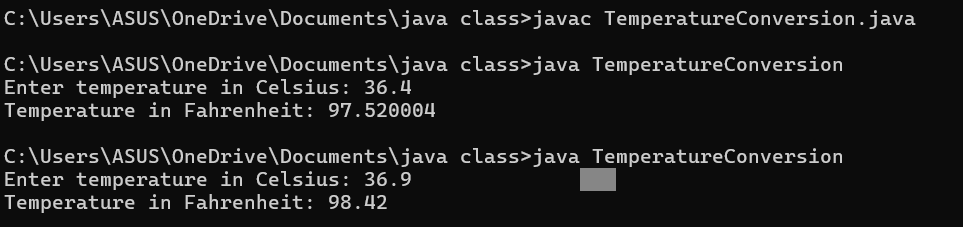 C:\Users\ASUS\OneDrive\Documents\java class>javac TemperatureConversion.java
C:\Users\ASUS\OneDrive\Documents\java class>java TemperatureConversion
Enter temperature in Celsius: 36.4
Temperature in Fahrenheit: 97.520004
C:\Users\ASUS\OneDrive\Documents\java class>java TemperatureConversion
Enter temperature in Celsius: 36.9
Temperature in Fahrenheit: 98.42